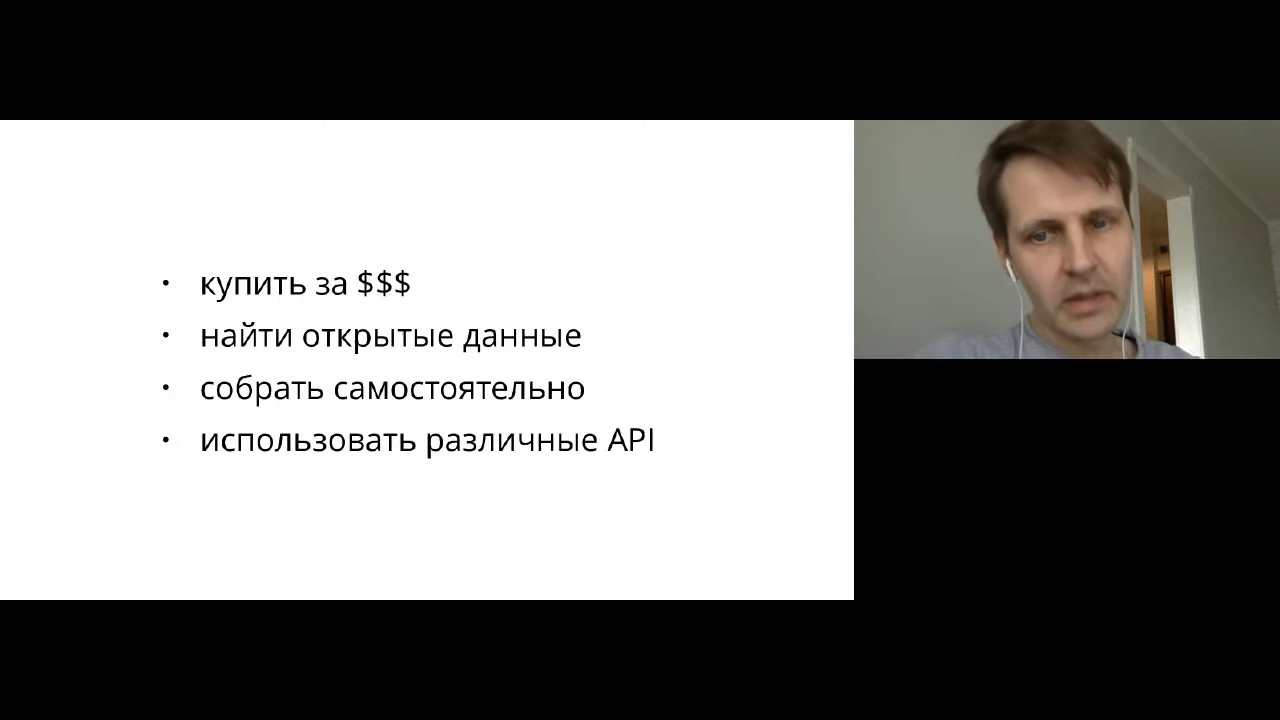 • купить за $$$
• найти открытые данные
• собрать самостоятельно
• использовать различные API